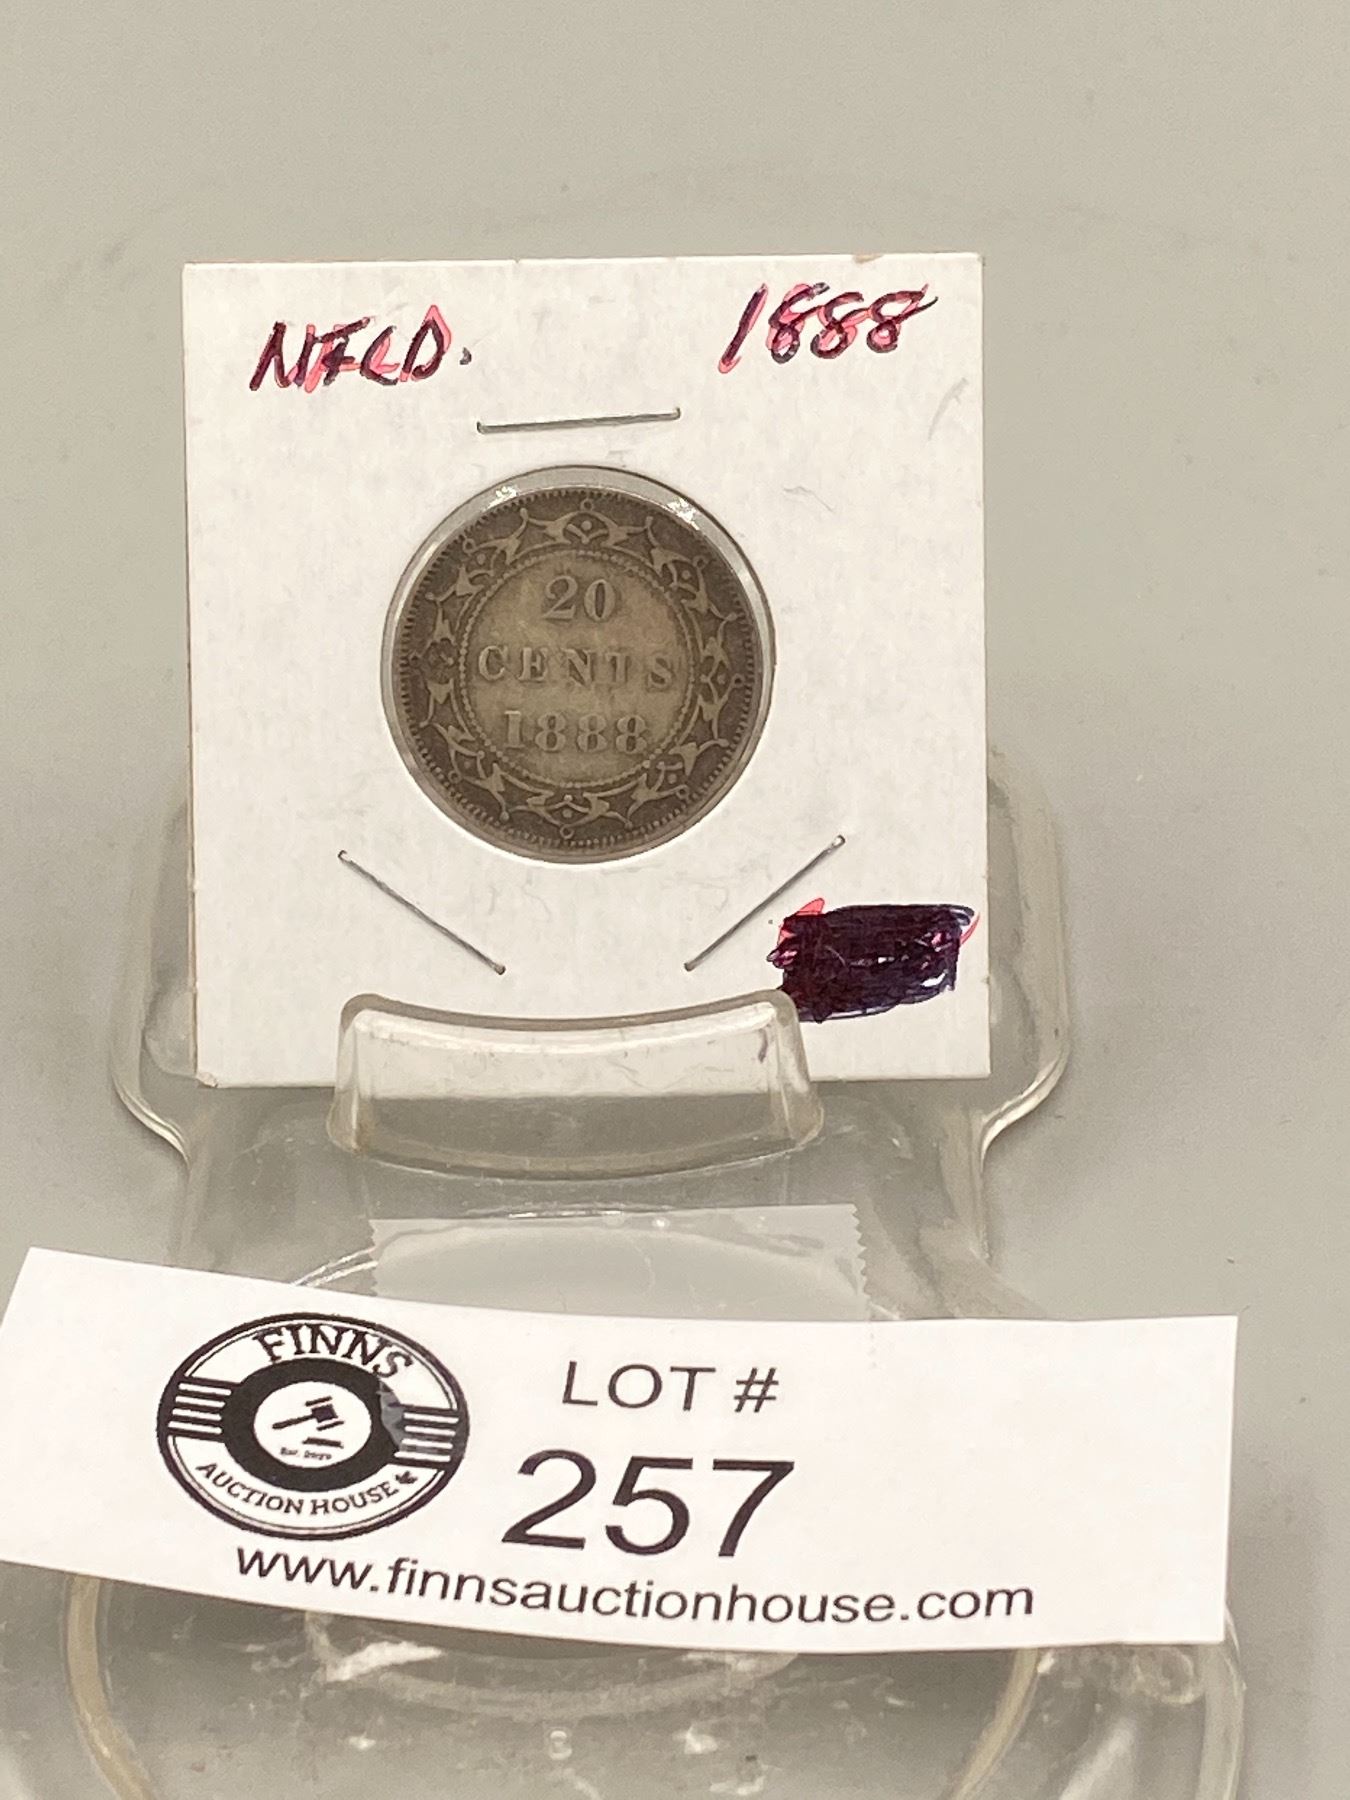 NFLD. 1888
20
CENTS
1888
FINNS
AUCTION HOUSE
LOT #
257
www.finnsauctionhouse.com